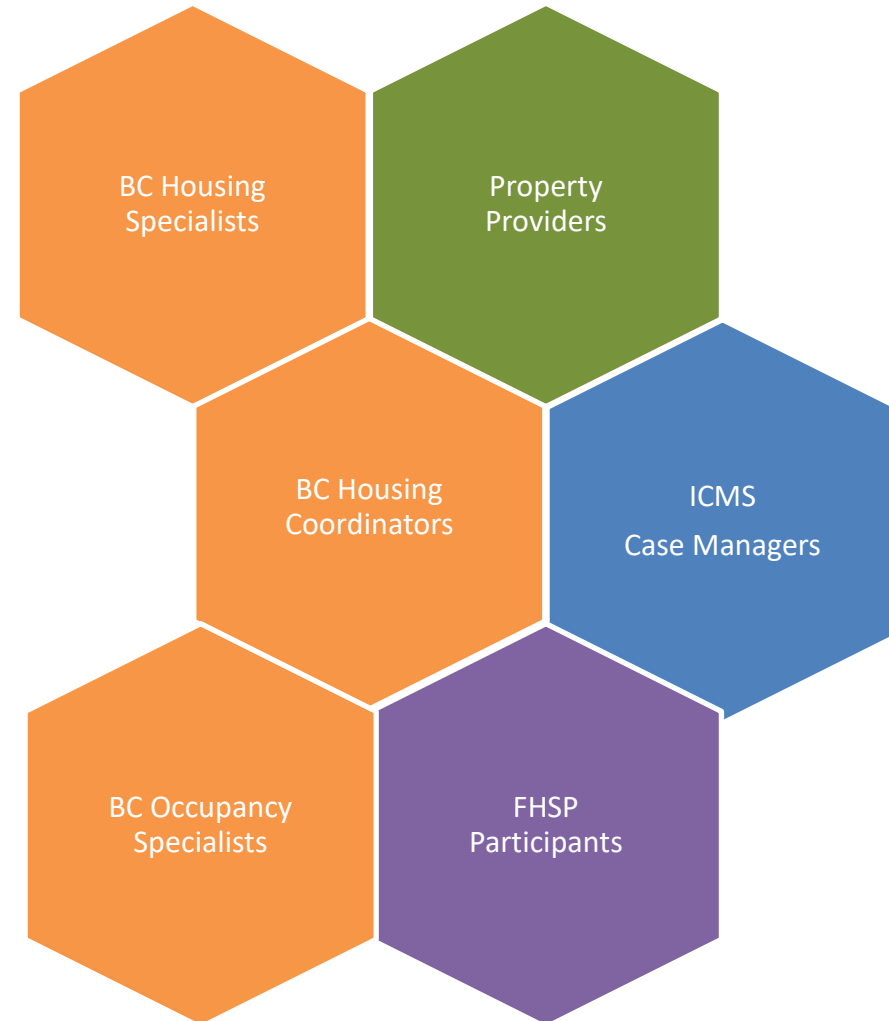 BC Housing
Specialists
Property
Providers
BC Housing
Coordinators
ICMS
Case Managers
BC Occupancy
Specialists
FHSP
Participants